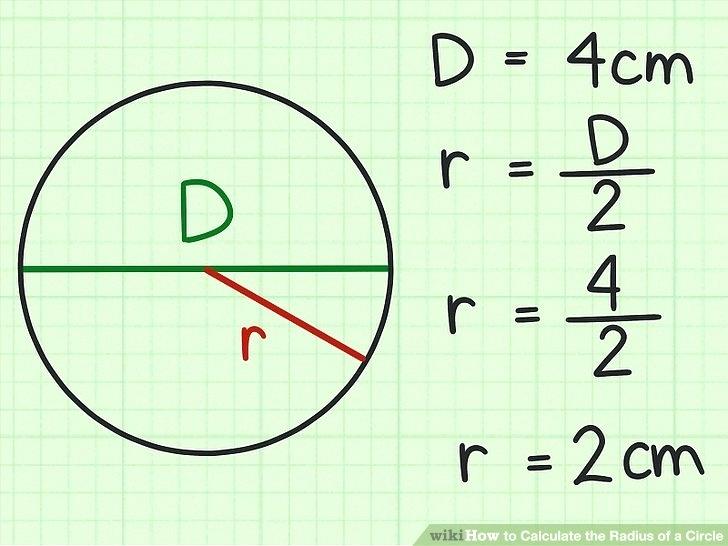 D = 4cm
r = D/2
r = 4/2
r = 2cm
D
r
wikiHow to Calculate the Radius of a Circle